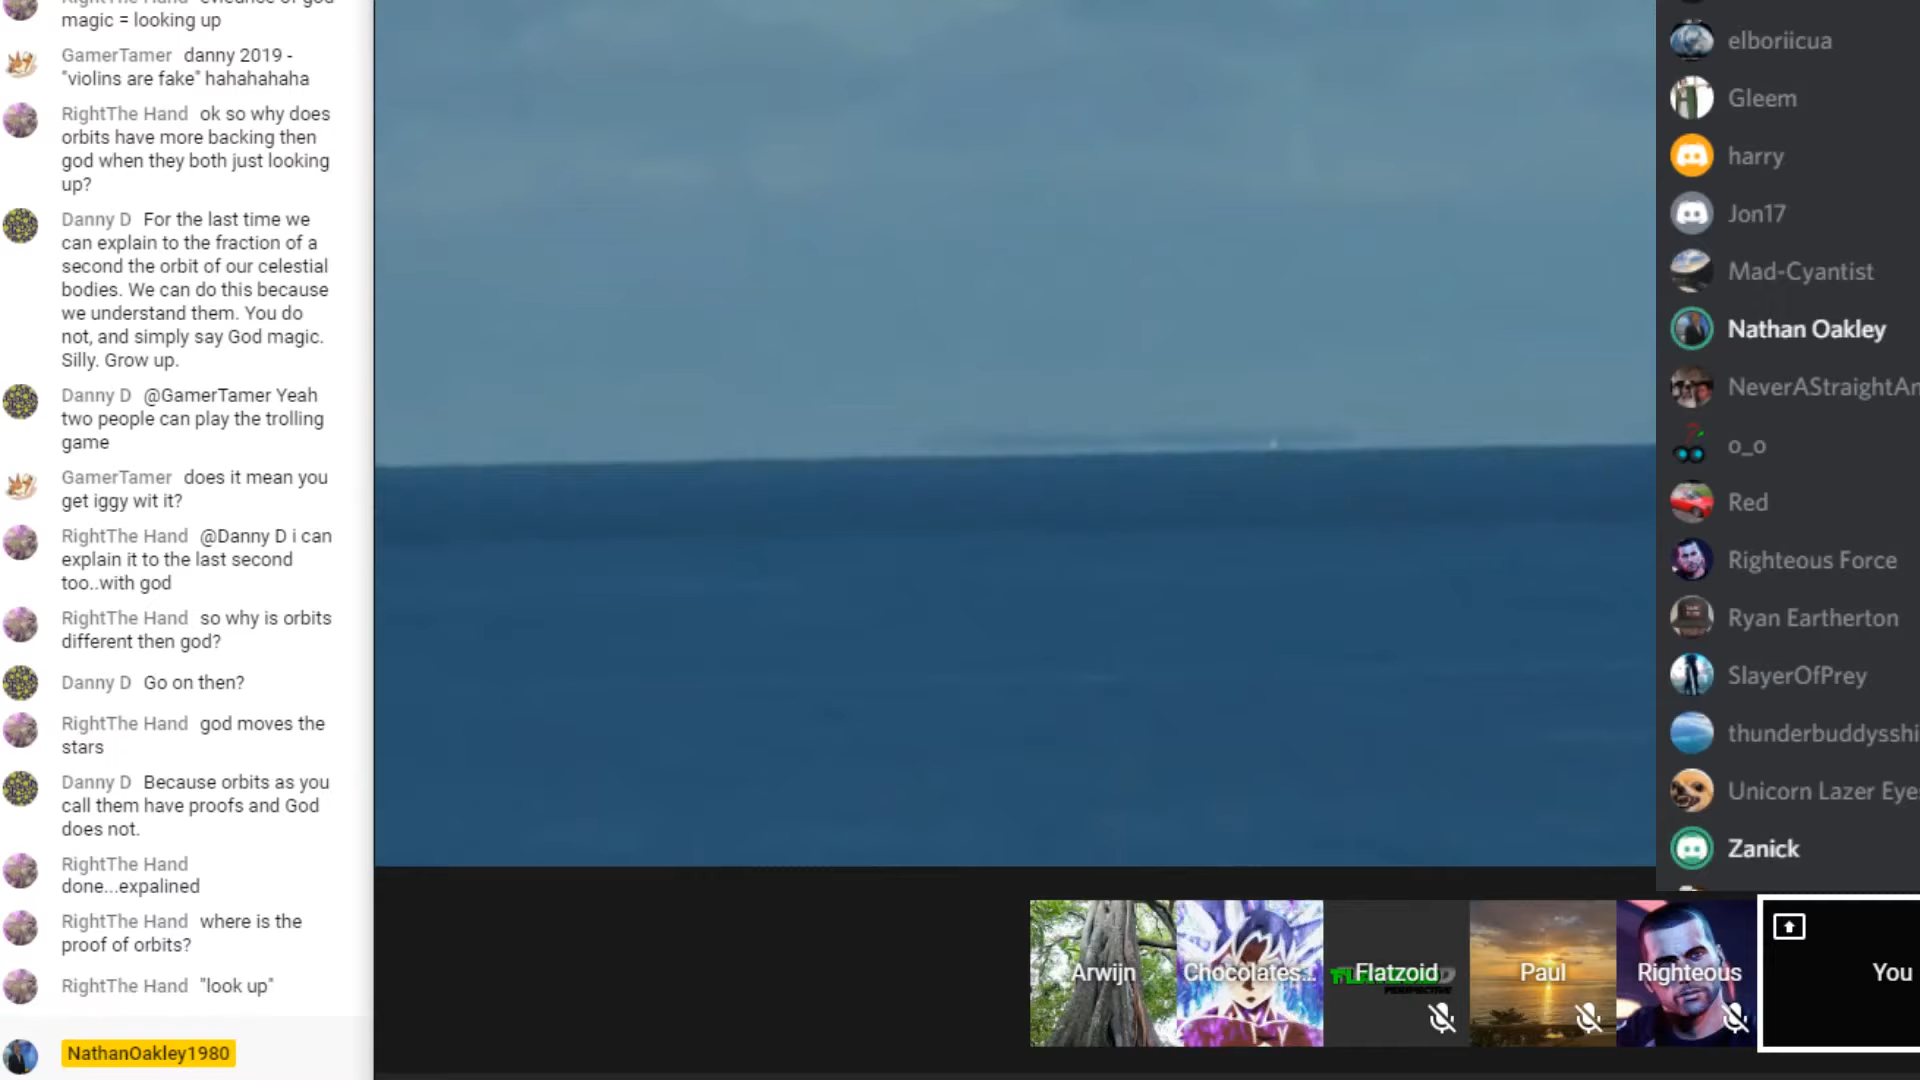 magic = looking up
GamerTamer danny 2019 -
"violins are fake" hahahahaha
RightThe Hand ok so why does
orbits have more backing then
god when they both just looking
up?
Danny D For the last time we
can explain to the fraction of a
second the orbit of our celestial
bodies. We can do this because
we understand them. You do
not, and simply say God magic.
Silly. Grow up.
Danny D @GamerTamer Yeah
two people can play the trolling
game
GamerTamer does it mean you
get iggy wit it?
RightThe Hand @Danny D i can
explain it to the last second
too..with god
RightThe Hand so why is orbits
different then god?
Danny D Go on then?
RightThe Hand god moves the
stars
Danny D Because orbits as you
call them have proofs and God
does not.
RightThe Hand
done...expalined
RightThe Hand where is the
proof of orbits?
RightThe Hand "look up"
NathanOakley1980
elboriicua
Gleem
harry
Jon17
Mad-Cyantist
Nathan Oakley
NeverAStraightAn
o_o
Red
Righteous Force
Ryan Eartherton
SlayerOfPrey
thunderbuddysshi
Unicorn Lazer Eyes
Zanick
Arwijn
Chocolates...
Flatzoid
Paul
Righteous
You